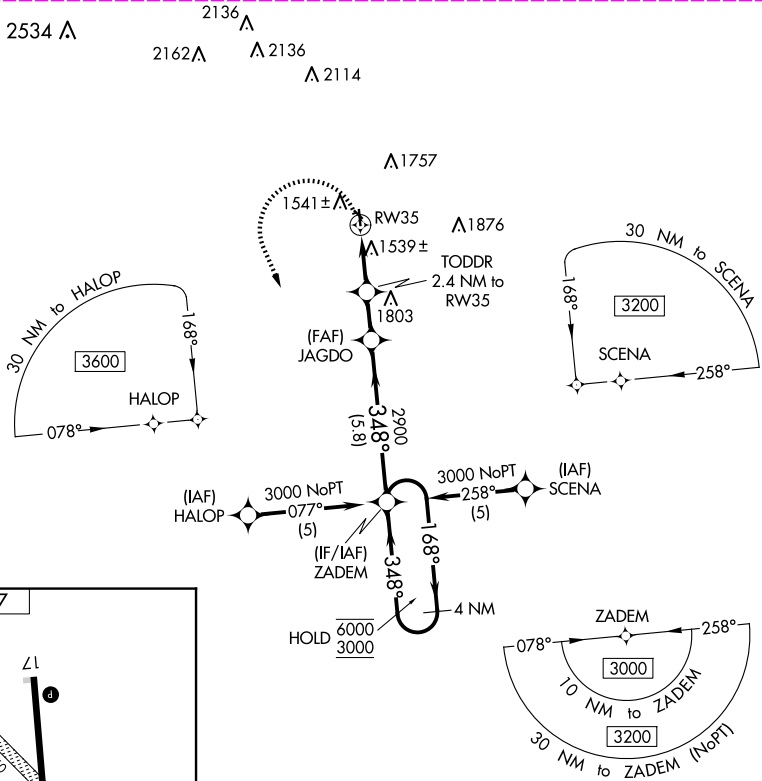 2136
2534
2162
2136
2114
1757
1541±
RW35
1876
1539±
TODDR
2.4 NM to
RW35
1803
(FAF)
JAGDO
30 NM to HALOP
168°
3600
HALOP
078°
30 NM to SCENA
168°
3200
SCENA
258°
2900
348°
(5.8)
(IAF)
HALOP
3000 NoPT
077°
(5)
3000 NoPT
258°
(5)
(IAF)
SCENA
(IF/IAF)
ZADEM
348°
168°
4 NM
HOLD
6000
3000
ZADEM
078°
258°
3000
10 NM to ZADEM
3200
30 NM to ZADEM (NoPT)
17
P